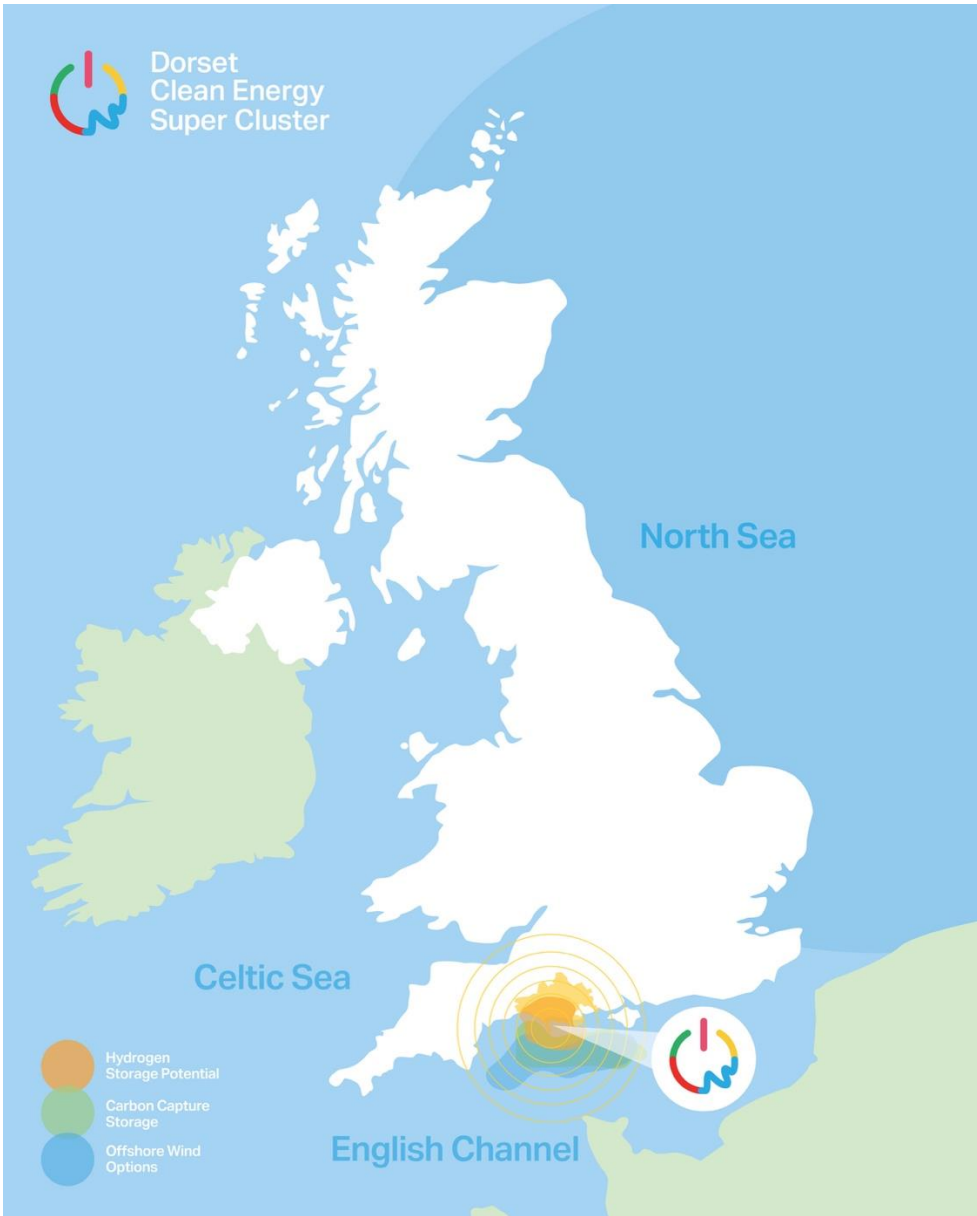 Dorset
Clean Energy
Super Cluster
North Sea
Celtic Sea
Hydrogen
Storage Potential
Carbon Capture
Storage
Offshore Wind
Options
English Channel